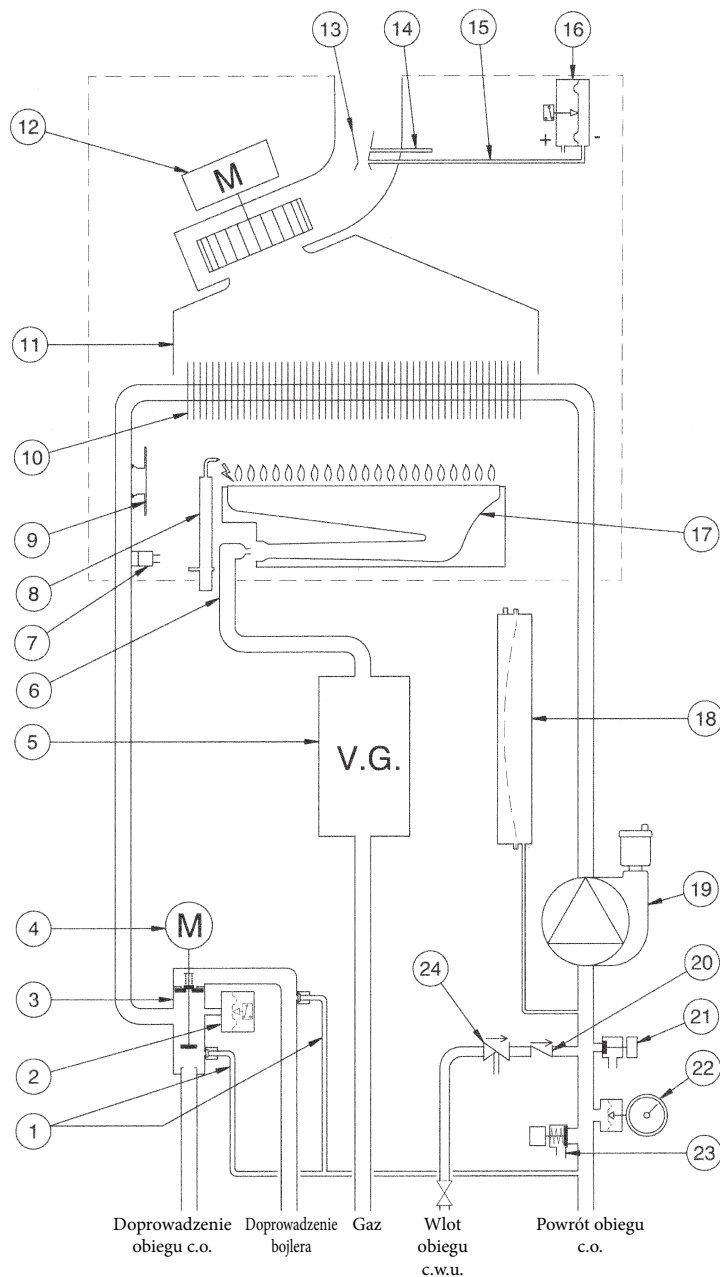 13
14
15
16
12
M
+
-
11
10
9
8
17
7
6
5
V.G.
18
4
M
19
3
24
20
2
21
22
1
23
Doprowadzenie
obiegu c.o.
Doprowadzenie
bojlera
Gaz
Wlot
obiegu
c.w.u.
Powrót obiegu
c.o.